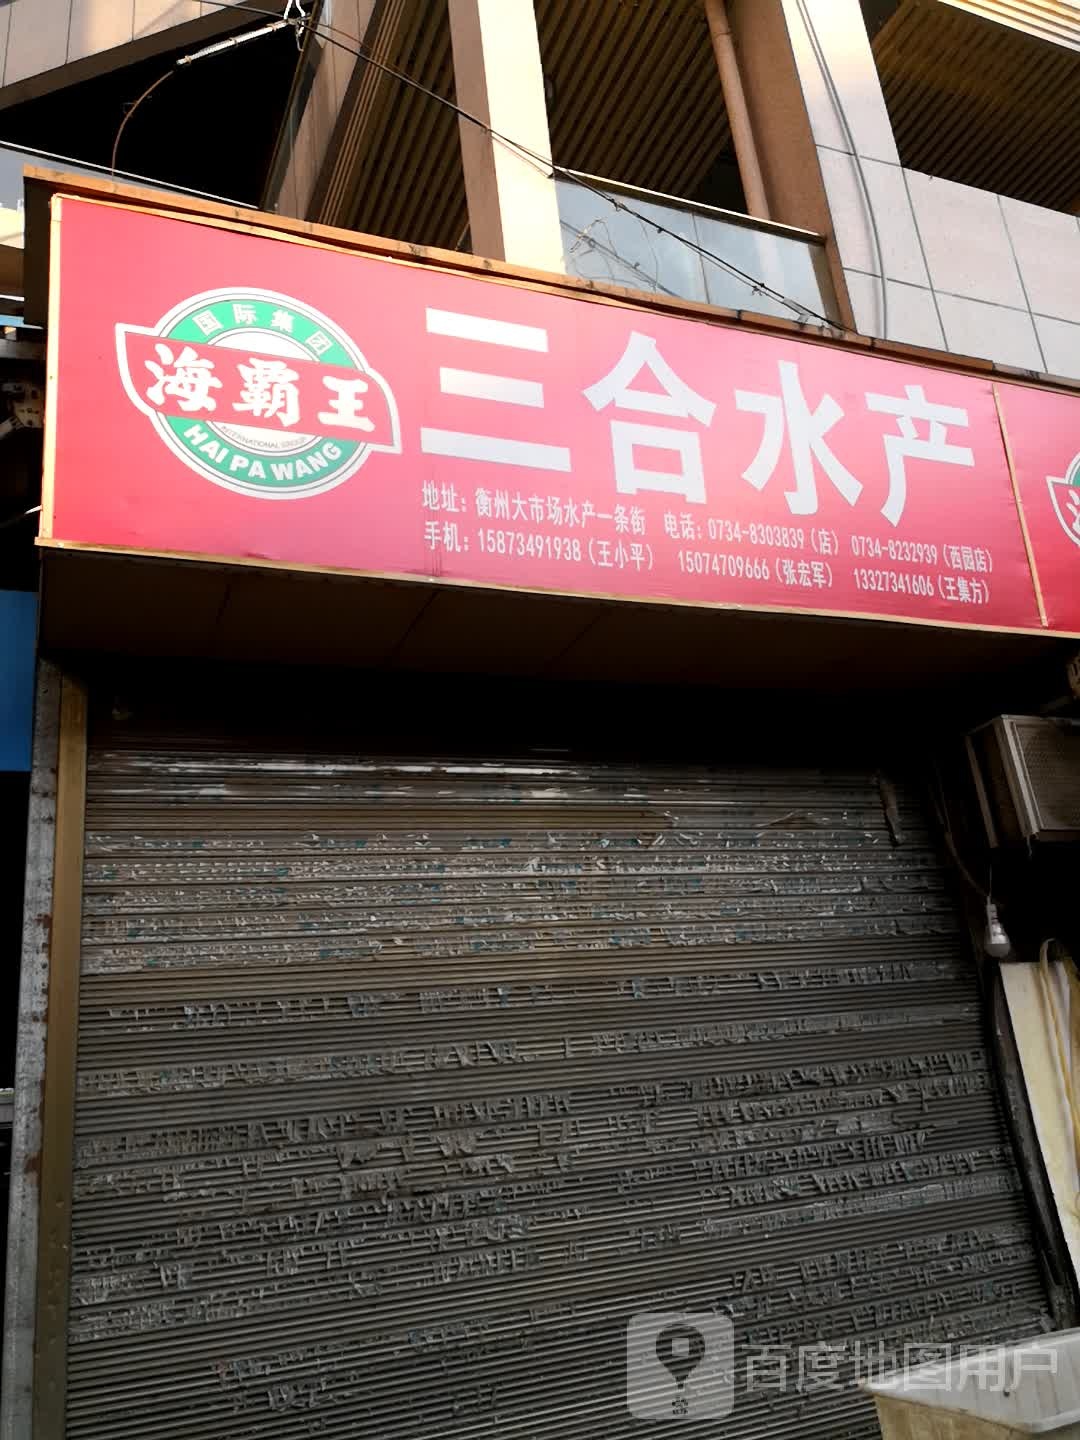 国际集团
海霸王
INTERNATIONAL GROUP
HAI PA WANG
三合水产
地址：衡州大市场水产一条街 电话：0734-8303839（店） 0734-8232939（西园店）
手机：15873491938（王小平） 15074709666（张宏军） 13327341606（王集方）
百度地图用户